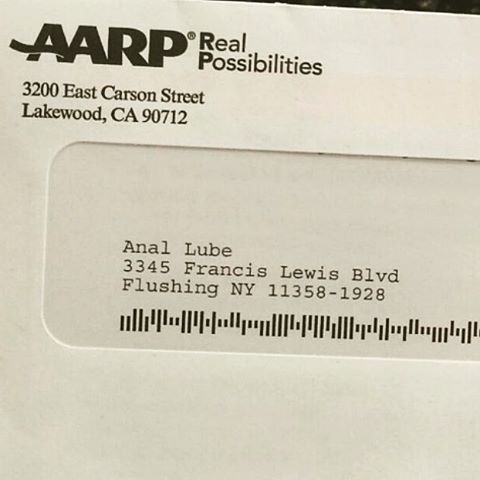 AARP® Real
Possibilities
3200 East Carson Street
Lakewood, CA 90712
Anal Lube
3345 Francis Lewis Blvd
Flushing NY 11358-1928